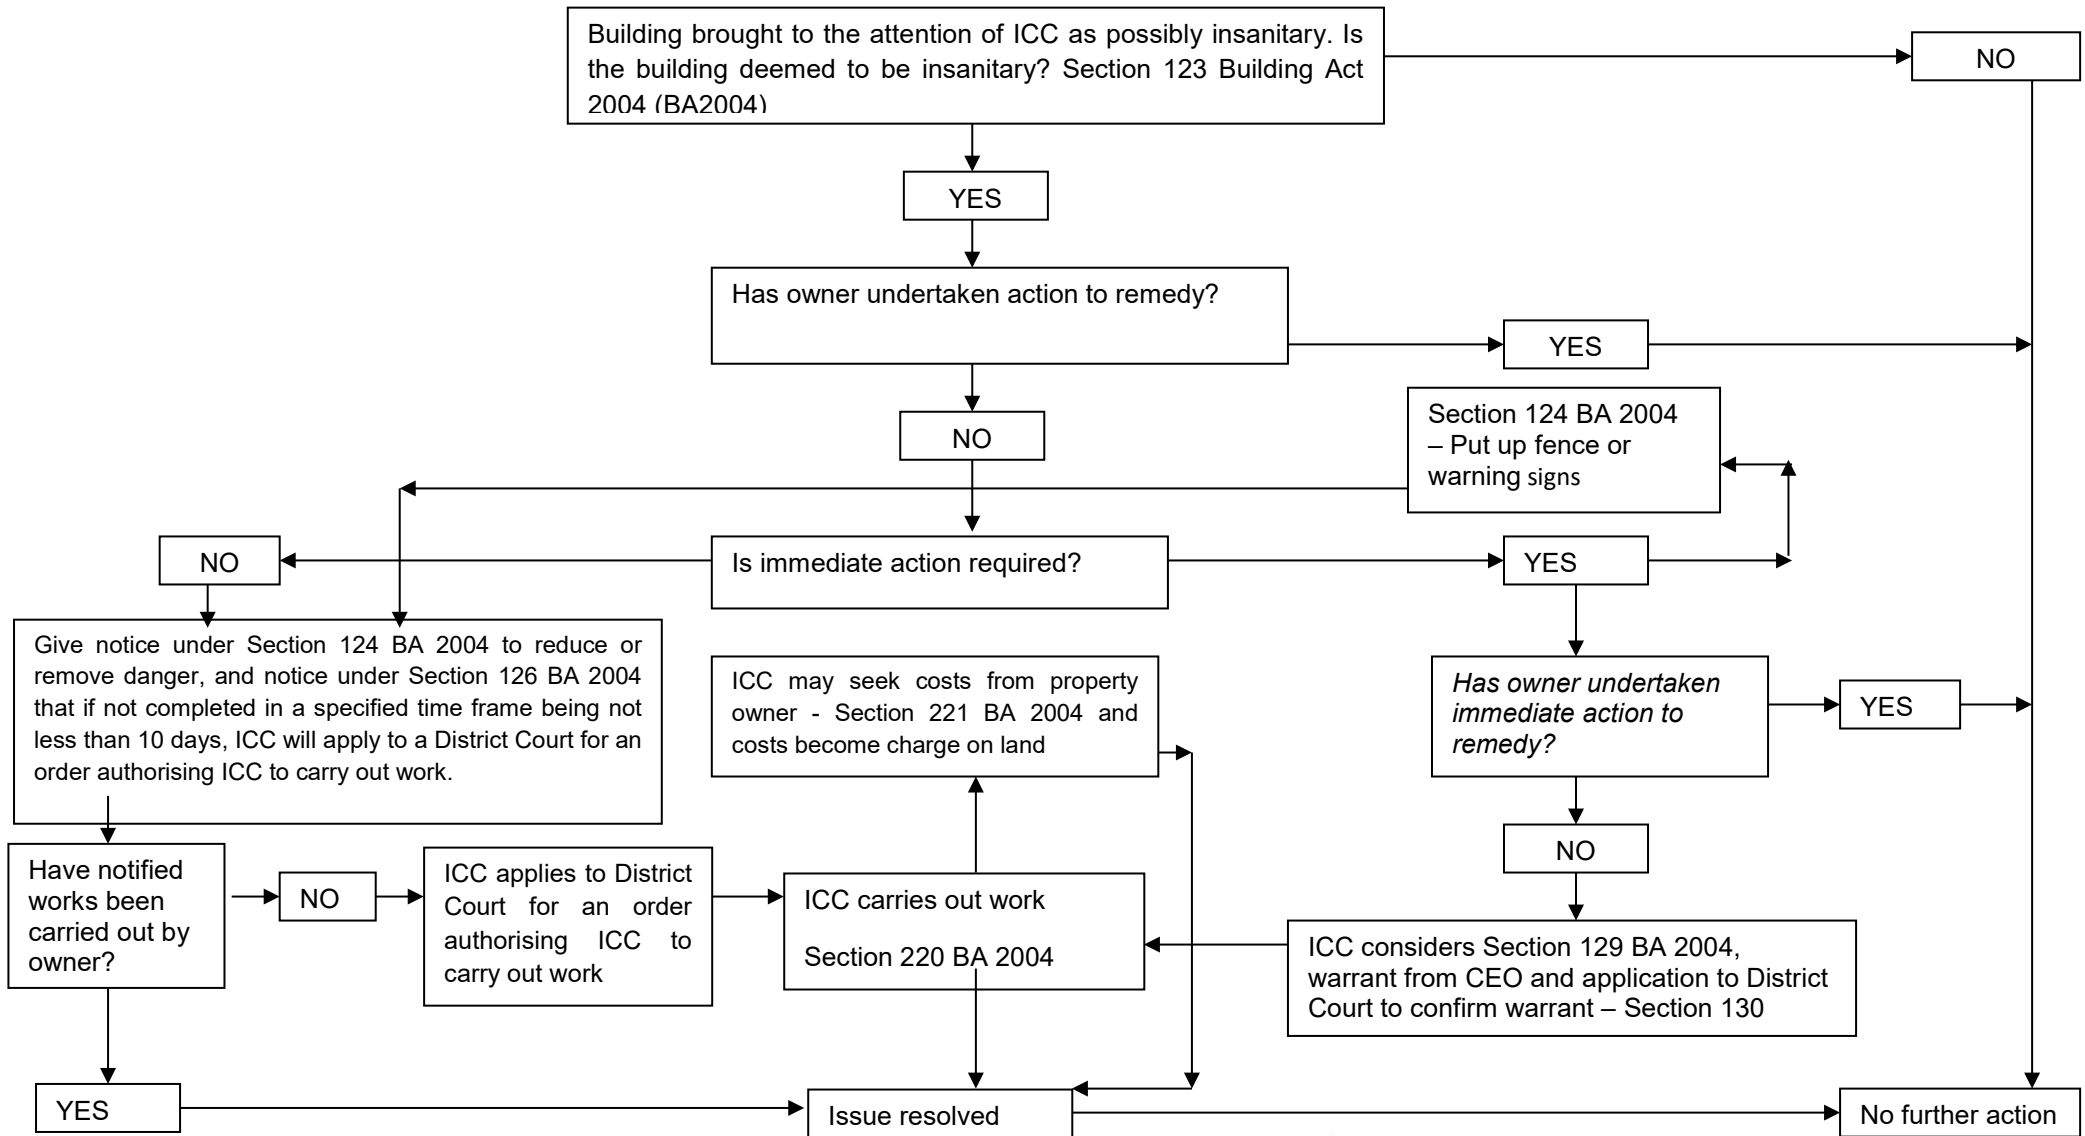 Building brought to the attention of ICC as possibly insanitary. Is
the building deemed to be insanitary? Section 123 Building Act
2004 (BA2004)
NO
YES
Has owner undertaken action to remedy?
YES
NO
Section 124 BA 2004
– Put up fence or
warning signs
NO
Is immediate action required?
YES
Give notice under Section 124 BA 2004 to reduce or
remove danger, and notice under Section 126 BA 2004
that if not completed in a specified time frame being not
less than 10 days, ICC will apply to a District Court for an
order authorising ICC to carry out work.
ICC may seek costs from property
owner - Section 221 BA 2004 and
costs become charge on land
Has owner undertaken
immediate action to
remedy?
YES
NO
Have notified
works been
carried out by
owner?
NO
ICC applies to District
Court for an order
authorising ICC to
carry out work
ICC carries out work
Section 220 BA 2004
ICC considers Section 129 BA 2004,
warrant from CEO and application to District
Court to confirm warrant – Section 130
YES
Issue resolved
No further action